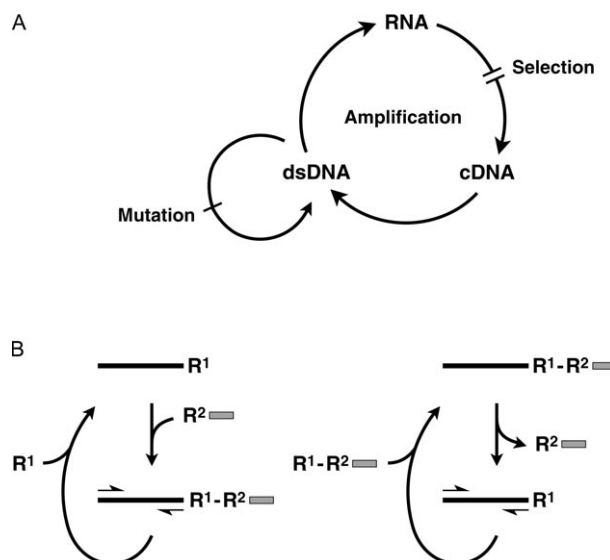 A
RNA
Selection
Amplification
dsDNA
cDNA
Mutation
B
R¹
R²
R¹
R¹-R²
R¹-R²
R²
R¹-R²
R¹